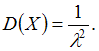 D(X) = 1/λ².